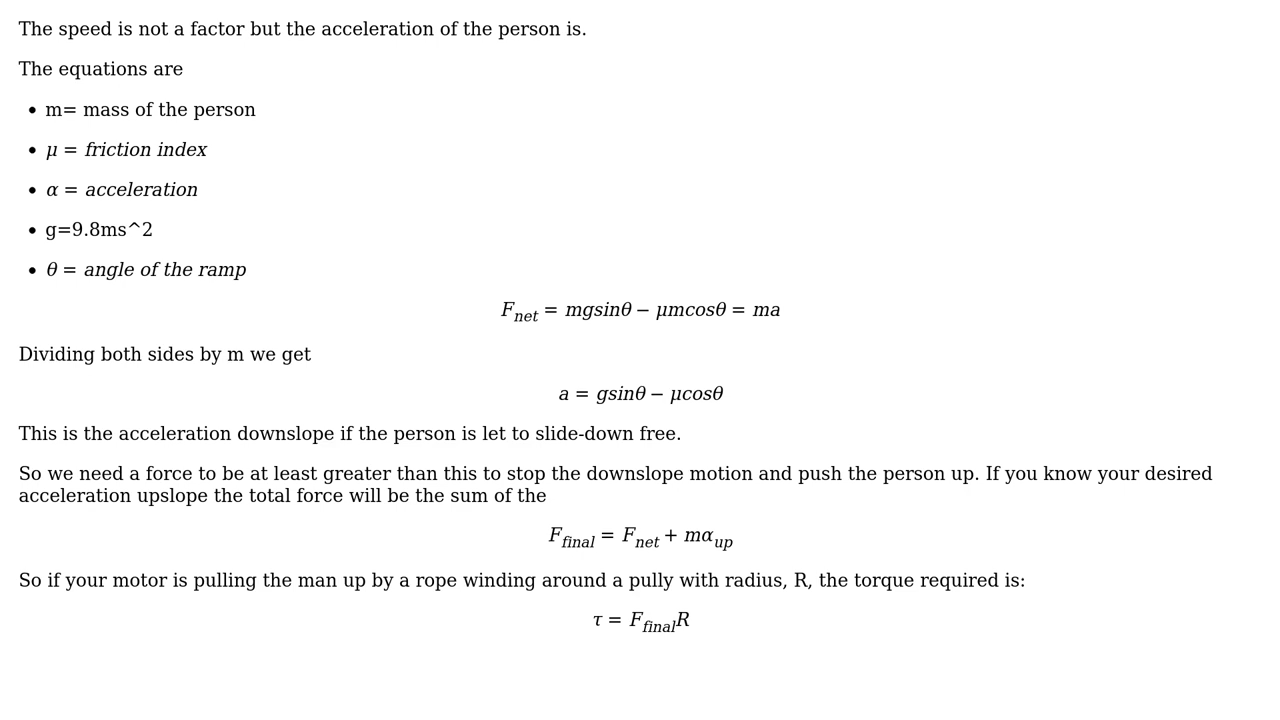 The speed is not a factor but the acceleration of the person is.
The equations are
• m= mass of the person
• μ = friction index
• α = acceleration
• g=9.8ms^2
• θ = angle of the ramp
F_net = mgsinθ − μmcosθ = ma
Dividing both sides by m we get
a = gsinθ − μcosθ
This is the acceleration downslope if the person is let to slide-down free.
So we need a force to be at least greater than this to stop the downslope motion and push the person up. If you know your desired
acceleration upslope the total force will be the sum of the
F_final = F_net + mα_up
So if your motor is pulling the man up by a rope winding around a pully with radius, R, the torque required is:
τ = F_final R